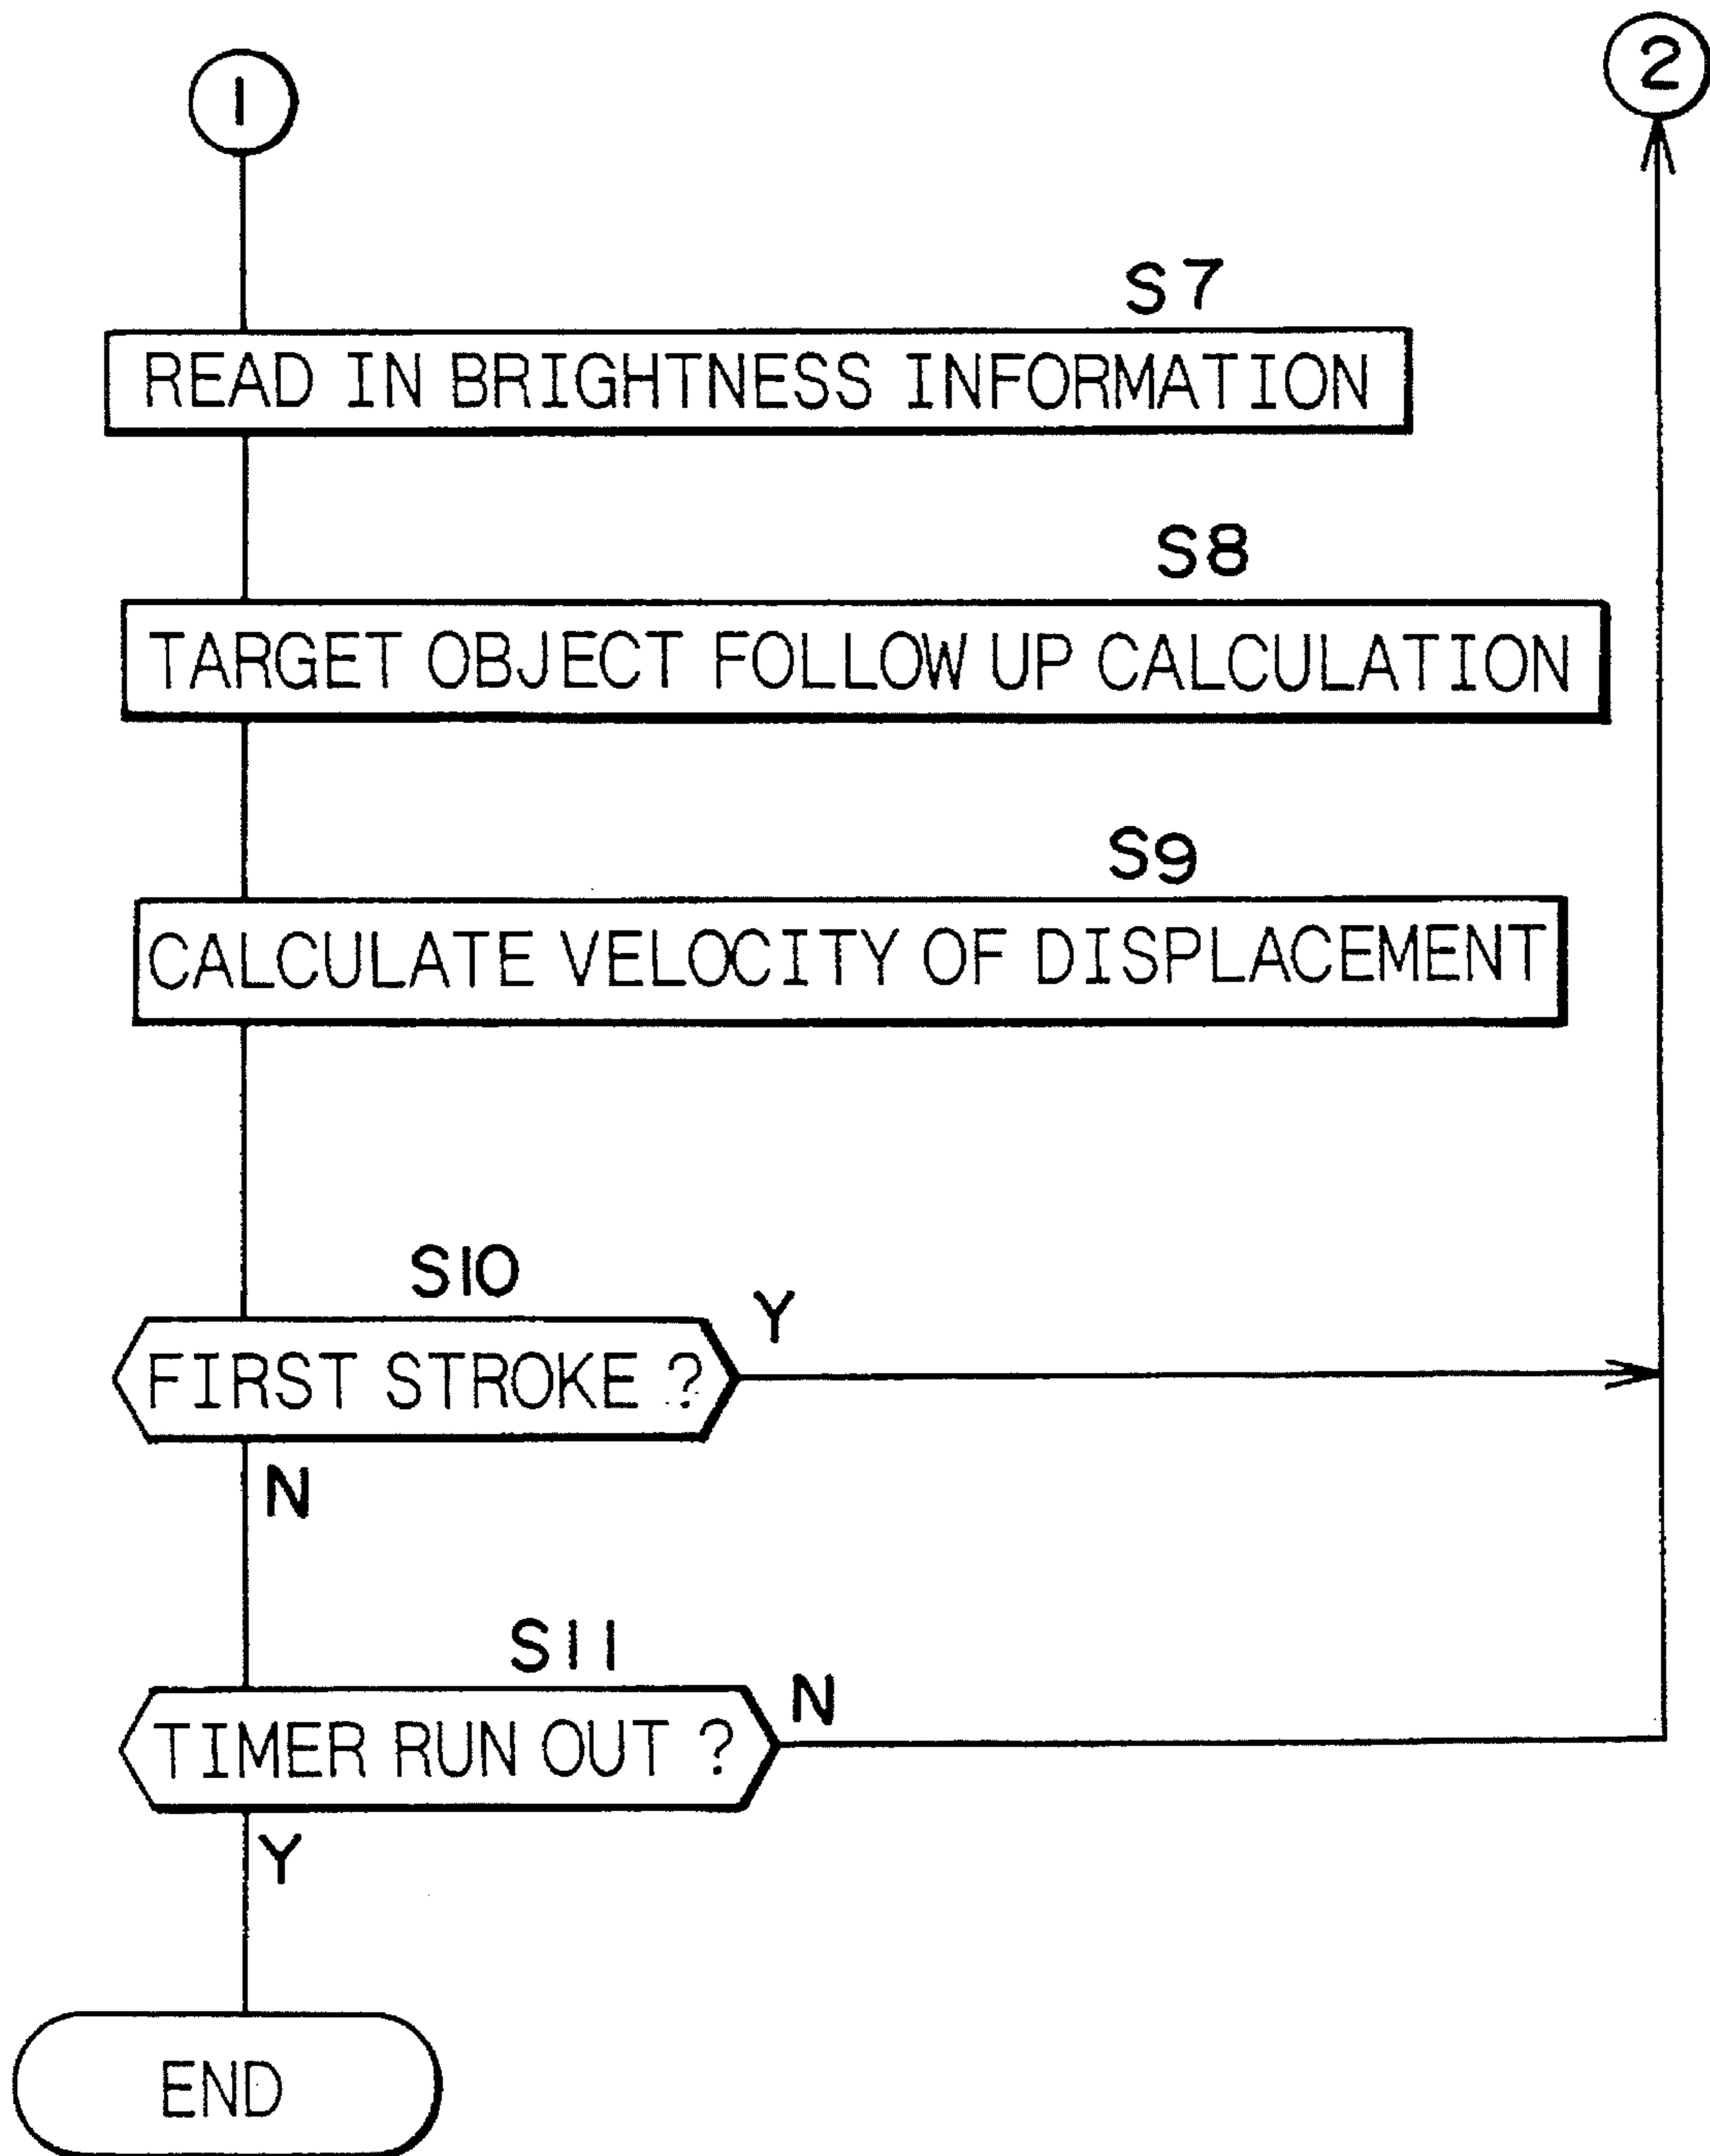 1
2
S7
READ IN BRIGHTNESS INFORMATION
S8
TARGET OBJECT FOLLOW UP CALCULATION
S9
CALCULATE VELOCITY OF DISPLACEMENT
S10
Y
FIRST STROKE ?
N
S11
N
TIMER RUN OUT ?
Y
END